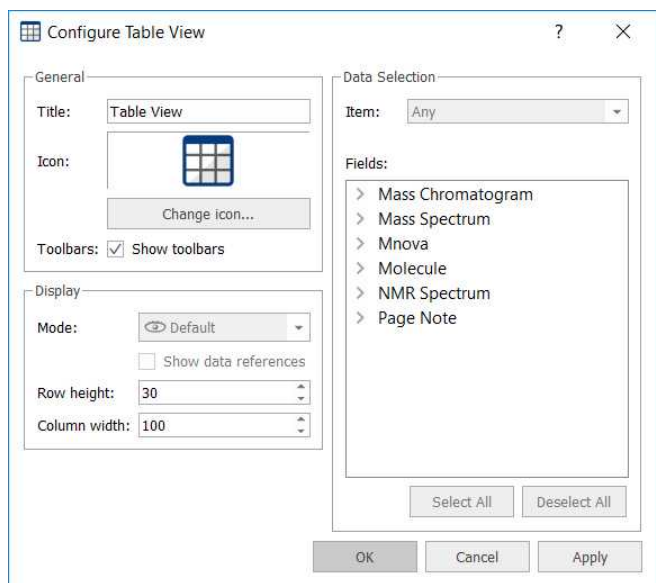 Configure Table View
?
General
Title: Table View
Icon:
Change icon...
Toolbars: Show toolbars
Display
Mode: Default
Show data references
Row height: 30
Column width: 100
Data Selection
Item: Any
Fields:
Mass Chromatogram
Mass Spectrum
Mnova
Molecule
NMR Spectrum
Page Note
Select All Deselect All
OK Cancel Apply